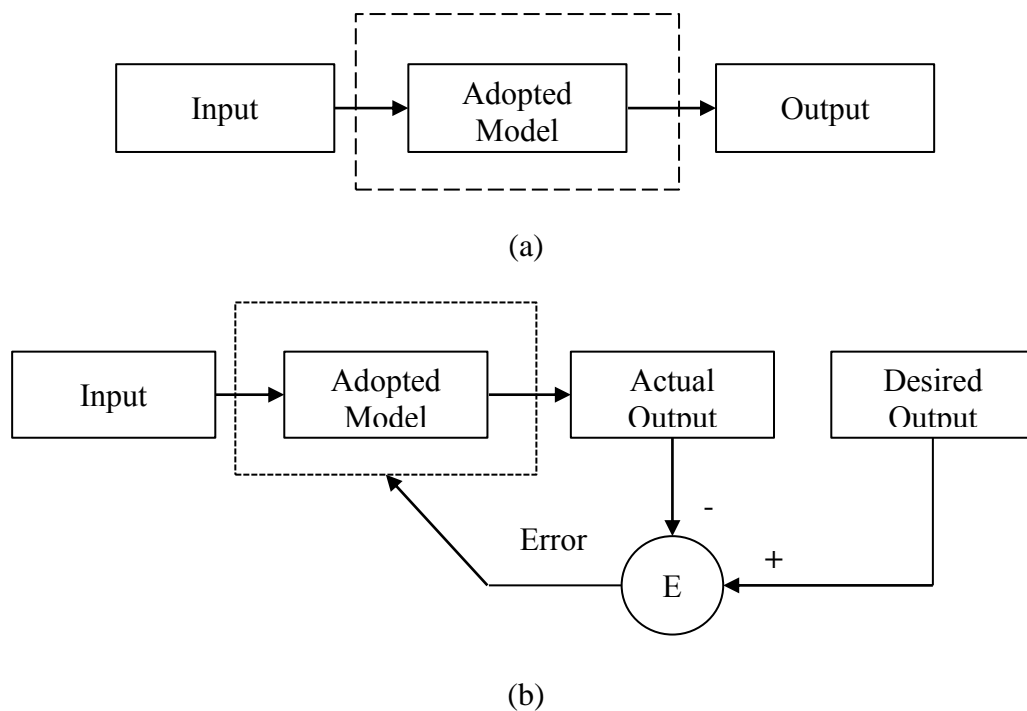 Input
Adopted
Model
Output
(a)
Input
Adopted
Model
Actual
Output
Desired
Output
Error
-
+
E
(b)